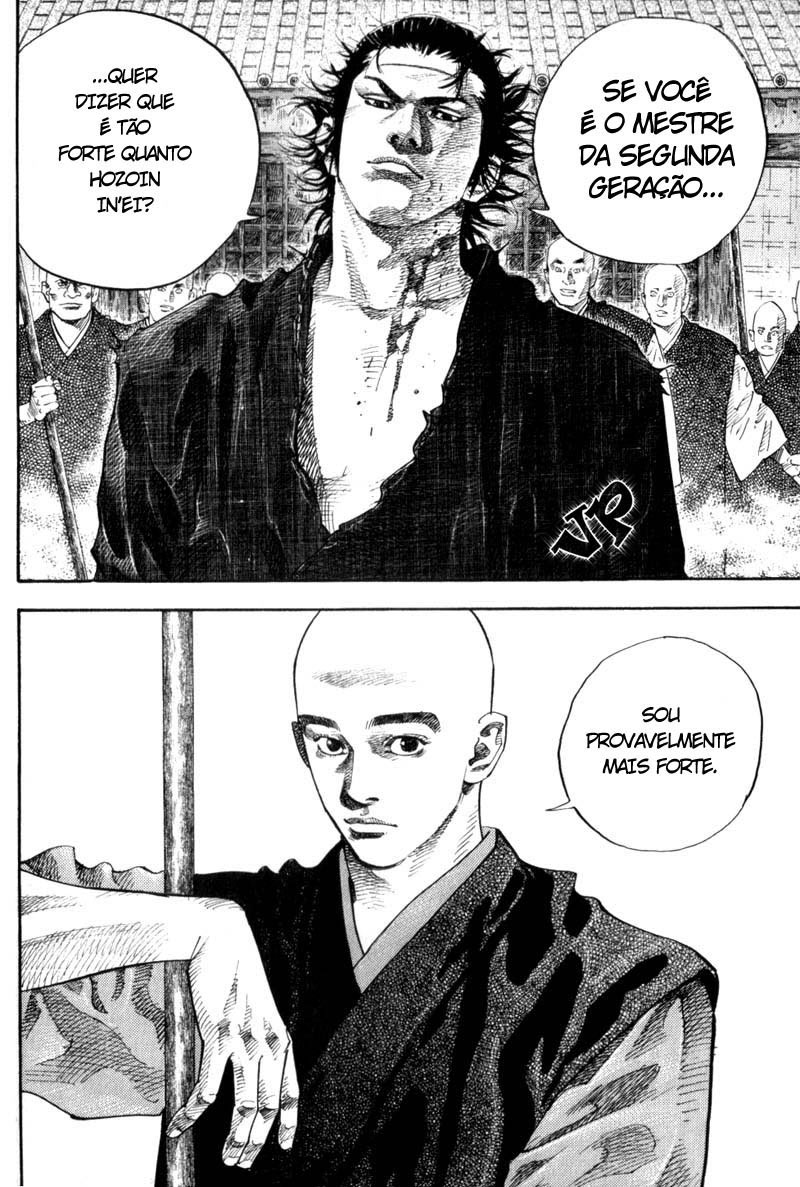 SE VOCÊ
É O MESTRE
DA SEGUNDA
GERAÇÃO...
...QUER
DIZER QUE
É TÃO
FORTE QUANTO
HOZOIN
IN'EI?
VP
SOU
PROVAVELMENTE
MAIS FORTE.